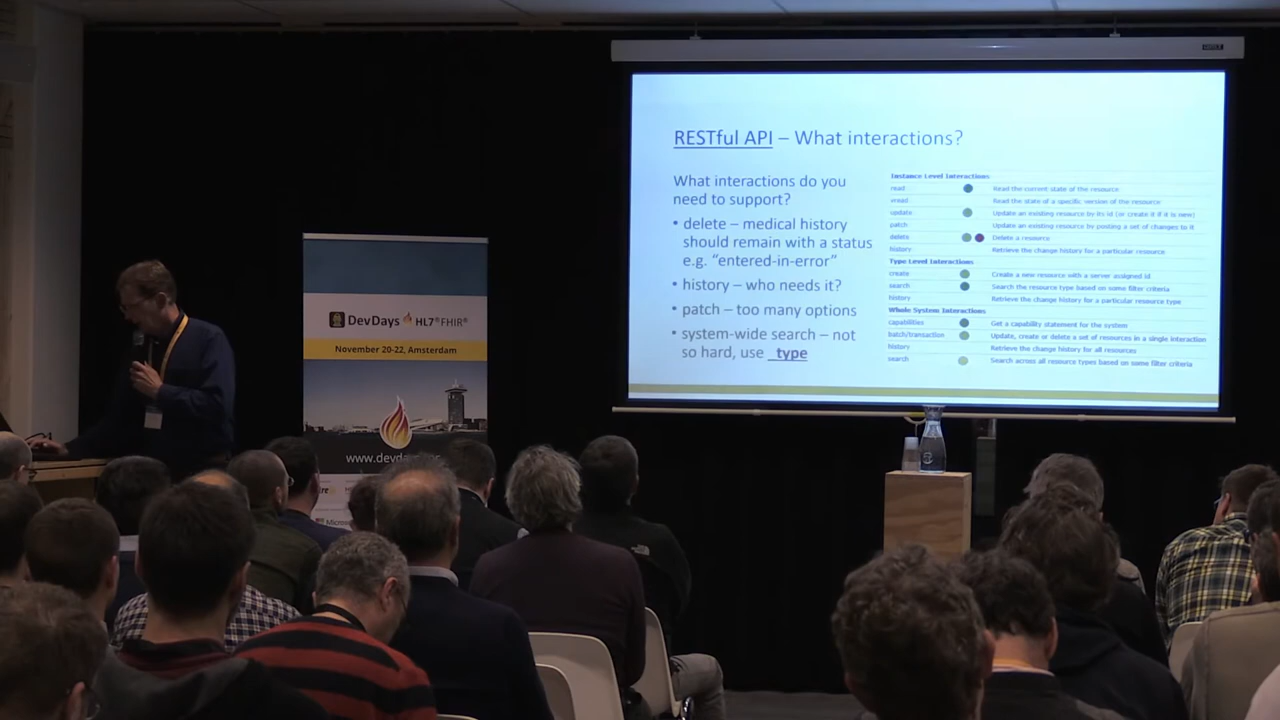 RESTful API – What interactions?
What interactions do you
need to support?
• delete – medical history
should remain with a status
e.g. “entered-in-error”
• history – who needs it?
• patch – too many options
• system-wide search – not
so hard, use _type
Instance Level Interactions
read Read the current state of the resource
vread Read the state of a specific version of the resource
update Update an existing resource by its id (or create it if it is new)
patch Update an existing resource by posting a set of changes to it
delete Delete a resource
history Retrieve the change history for a particular resource
Type Level Interactions
create Create a new resource with a server assigned id
search Search the resource type based on some filter criteria
history Retrieve the change history for a particular resource type
Whole System Interactions
capabilities Get a capability statement for the system
batch/transaction Update, create or delete a set of resources in a single interaction
history Retrieve the change history for all resources
search Search across all resource types based on some filter criteria
DevDays HL7® FHIR®
November 20-22, Amsterdam
www.devda